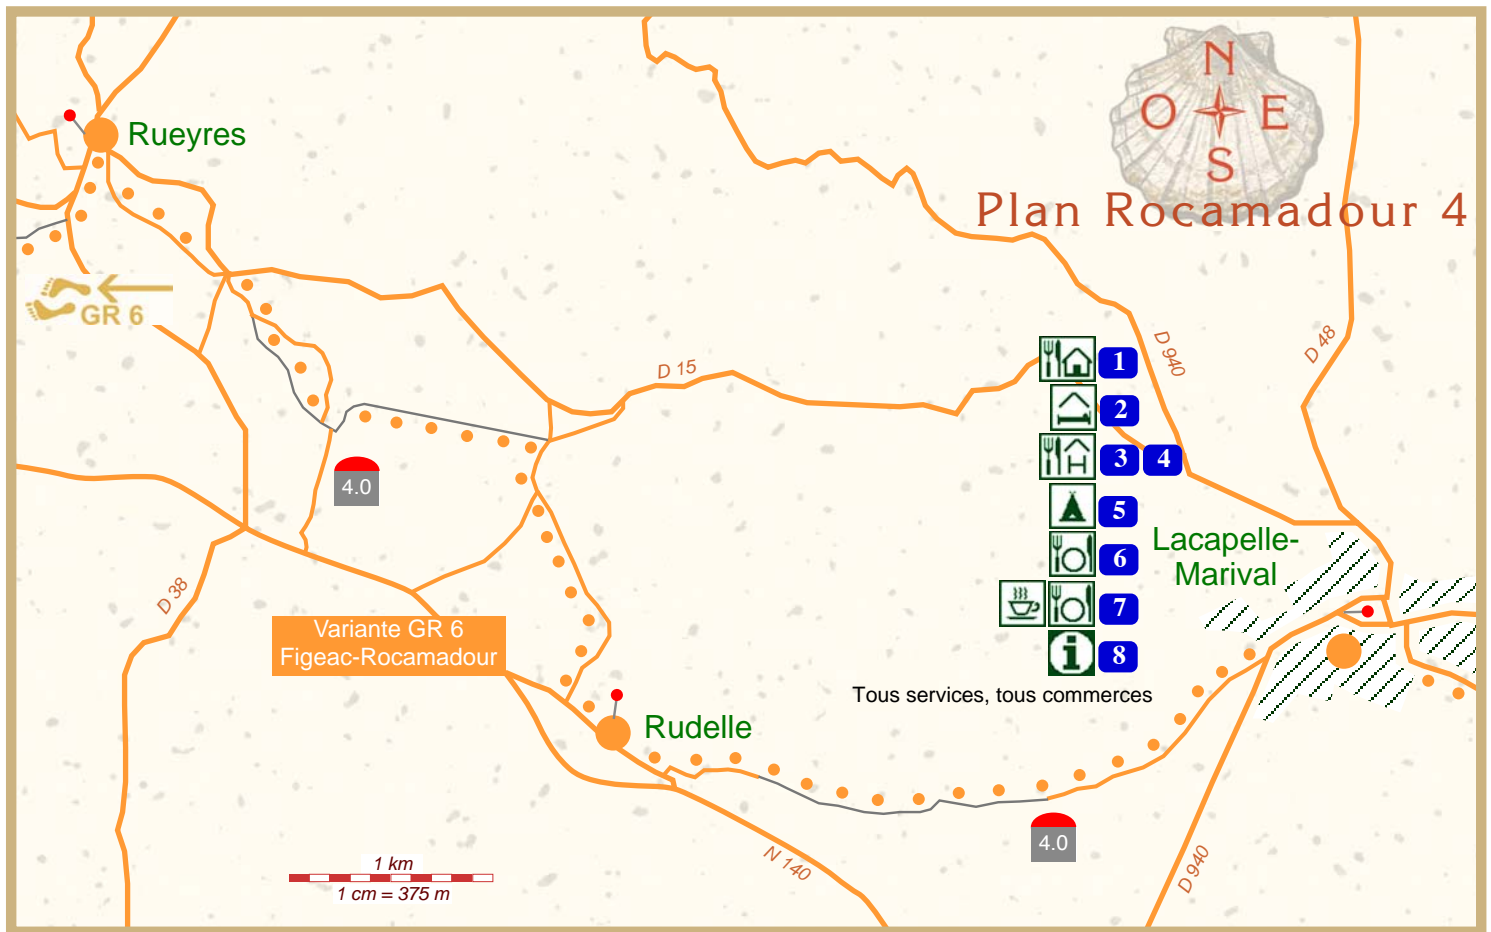 N
O E
S
Plan Rocamadour 4
Rueyres
GR 6
D 15
D 940
D 48
1
2
3 4
4.0
5
Lacapelle-
Marival
6
D 38
7
Variante GR 6
Figeac-Rocamadour
8
Tous services, tous commerces
Rudelle
4.0
1 km
1 cm = 375 m
N 140
D 940